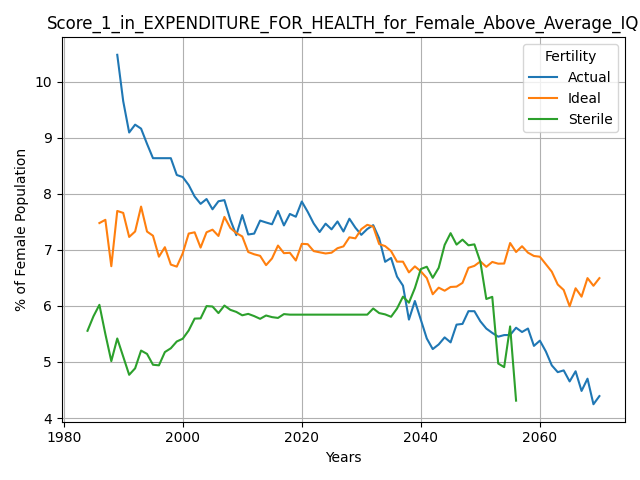 Score_1_in_EXPENDITURE_FOR_HEALTH_for_Female_Above_Average_IQ
Fertility
Actual
Ideal
Sterile
% of Female Population
10
9
8
7
6
5
4
1980
2000
2020
2040
2060
Years